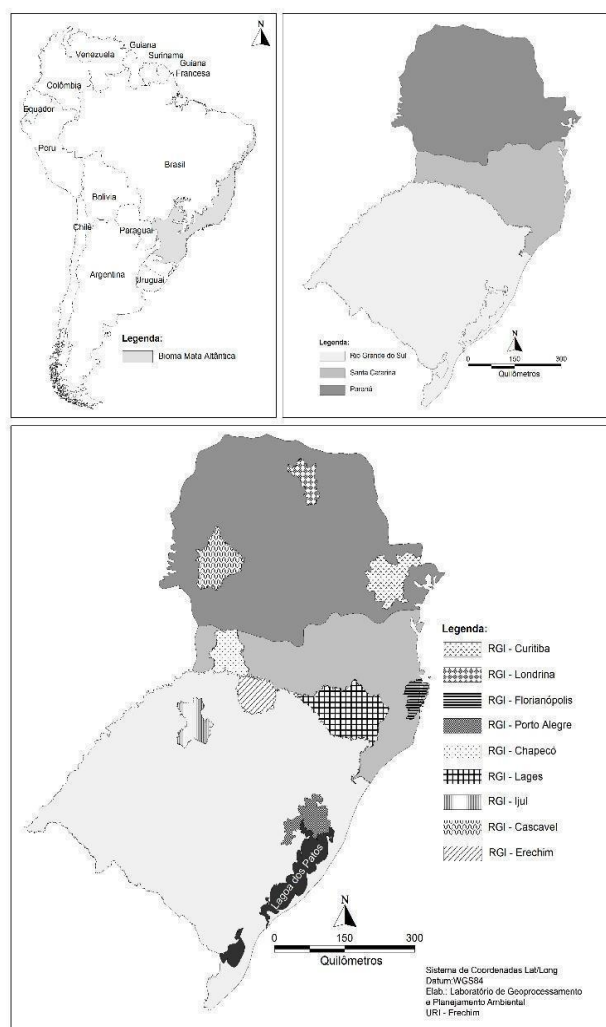 N
Venezuela
Guiana
Suriname
Guiana
Francesa
Colômbia
Equador
Peru
Brasil
Bolivia
Chile
Paraguai
Argentina
Uruguai
Legenda:
Bioma Mata Altântica
Legenda:
Rio Grande do Sul
Santa Catarina
Paraná
N
0 150 300
Quilômetros
Legenda:
RGI - Curitiba
RGI - Londrina
RGI - Florianópolis
RGI - Porto Alegre
RGI - Chapecó
RGI - Lages
RGI - Ijuí
RGI - Cascavel
RGI - Erechim
Lagoa dos Patos
N
0 150 300
Quilômetros
Sistema de Coordenadas Lat/Long
Datum:WGS84
Elab.: Laboratório de Geoprocessamento
e Planejamento Ambiental
URI - Erechim